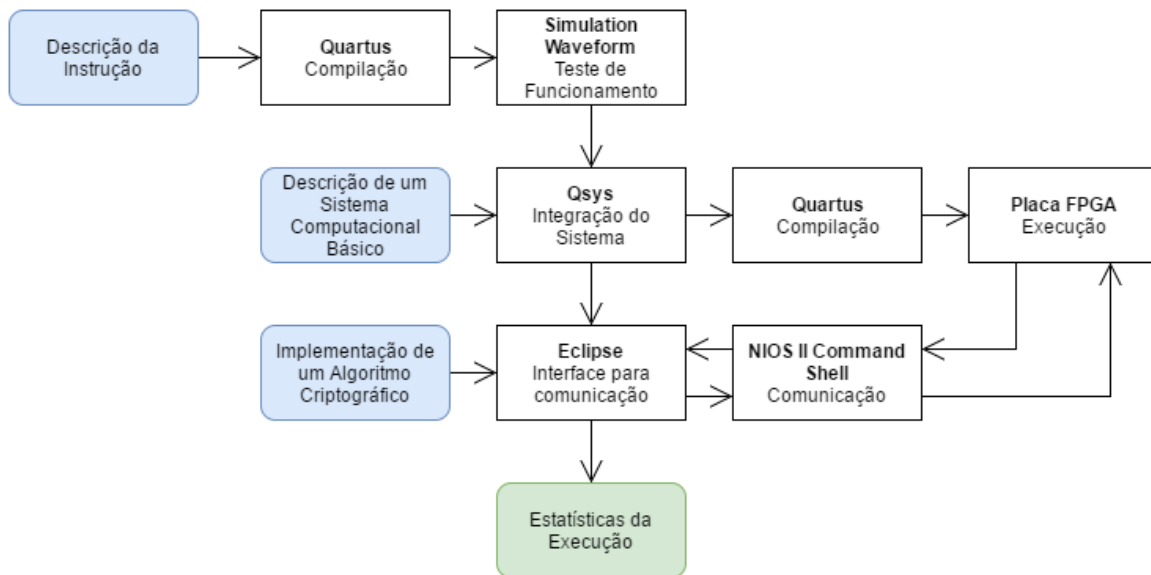 Descrição da
Instrução
Quartus
Compilação
Simulation
Waveform
Teste de
Funcionamento
Descrição de um
Sistema
Computacional
Básico
Qsys
Integração do
Sistema
Quartus
Compilação
Placa FPGA
Execução
Implementação de
um Algoritmo
Criptográfico
Eclipse
Interface para
comunicação
NIOS II Command
Shell
Comunicação
Estatísticas da
Execução